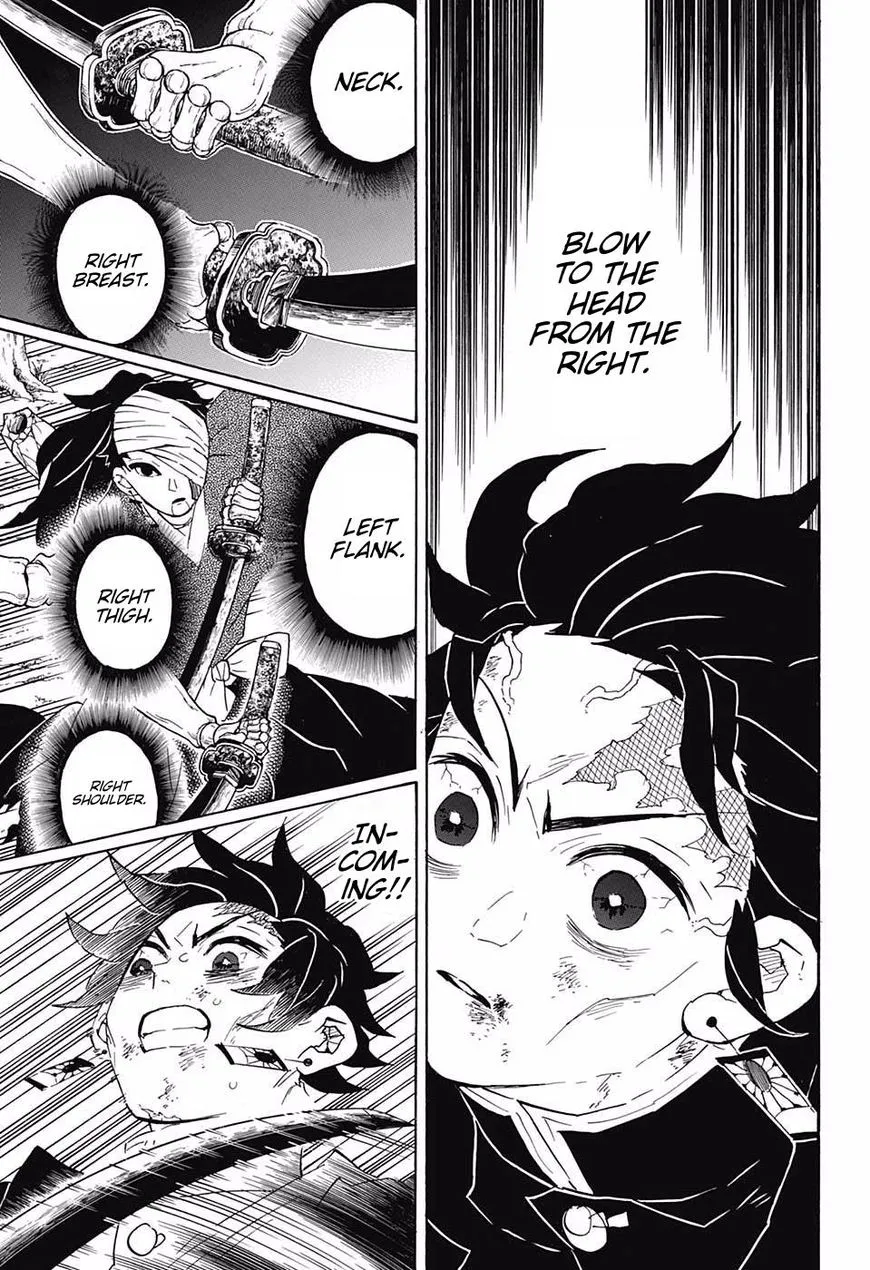 BLOW
TO THE
HEAD
FROM THE
RIGHT.
NECK.
RIGHT
BREAST.
LEFT
FLANK.
RIGHT
THIGH.
RIGHT
SHOULDER.
IN-
COM-
ING!!